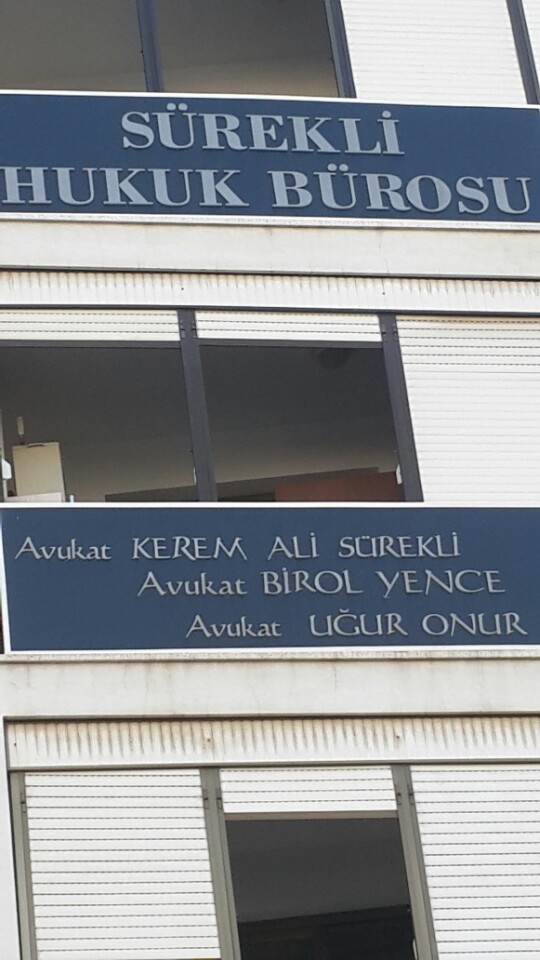 SÜREKLİ
HUKUK BÜROSU
Avukat KEREM ALİ SÜREKLİ
Avukat BİROL YENCE
Avukat UĞUR ONUR